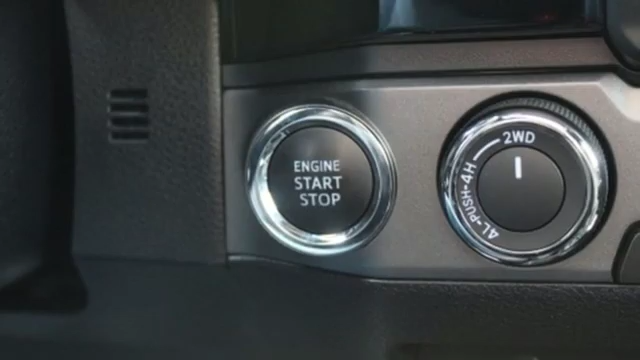 ENGINE
START
STOP
2WD
4L-PUSH-4H